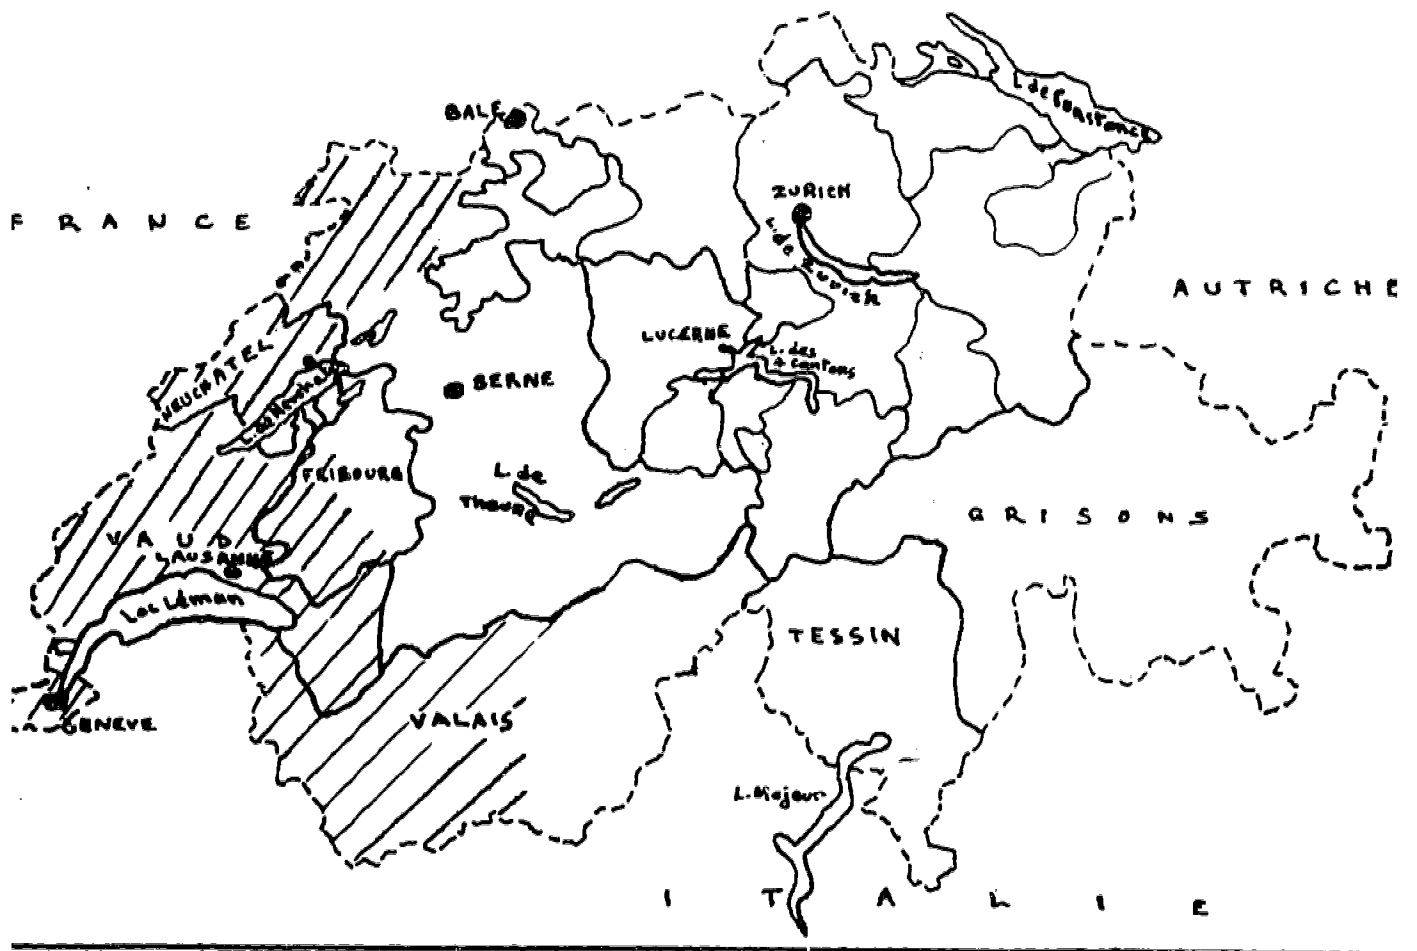 BALE
L. de Constance
ZURICH
FRANCE
L. de Zurich
AUTRICHE
LUCERNE
L. des
4 Cantons
NEUCHATEL
BERNE
FRIBOURG
L. de
GRISONS
VAUD
LAUSANNE
Lac Léman
TESSIN
VALAIS
GENEVE
L. Majeur
ITALIE